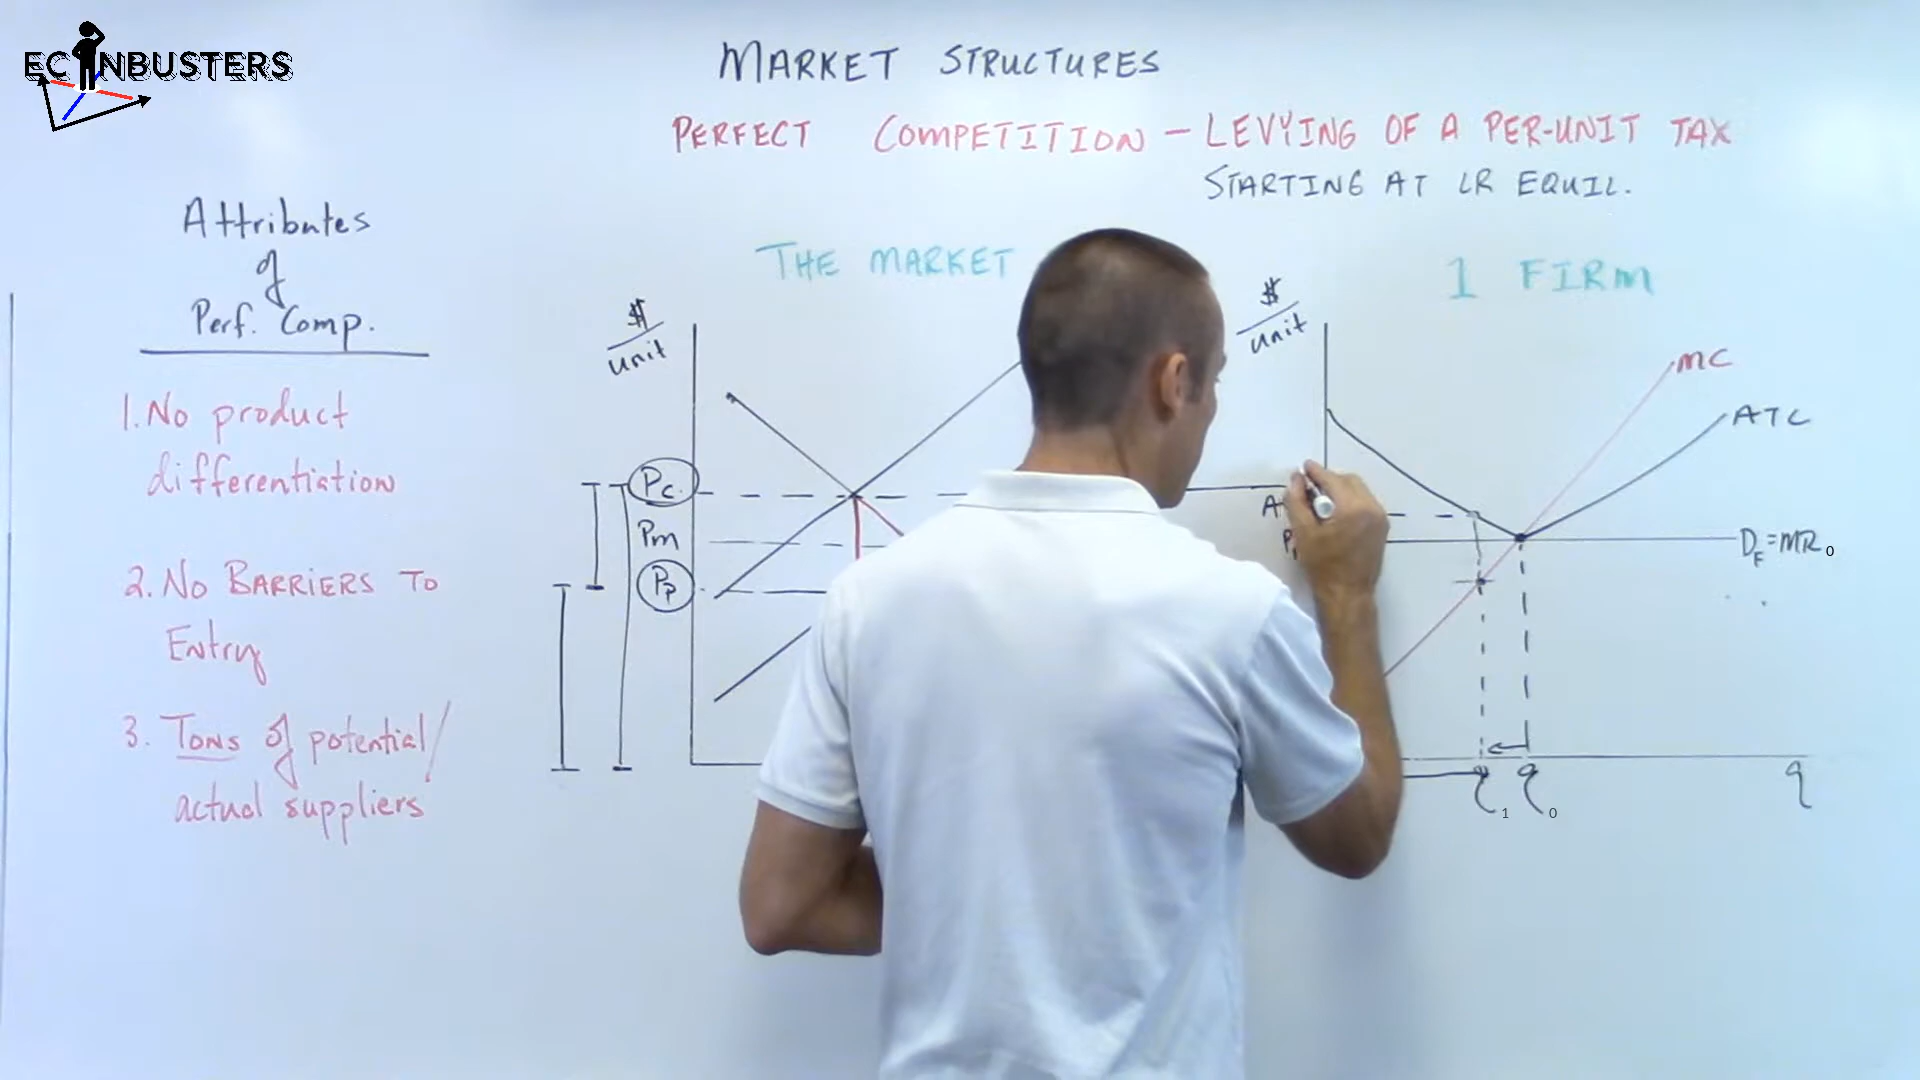 ECONBUSTERS
MARKET STRUCTURES
PERFECT COMPETITION - LEVYING OF A PER-UNIT TAX
STARTING AT LR EQUIL.
Attributes
of
Perf. Comp.
1. No product
differentiation
2. No BARRIERS TO
Entry
3. Tons of potential/
actual suppliers
THE MARKET
$
unit
Pc
Pm
Pp
1 FIRM
$
unit
MC
ATC
DF=MR0
q1 q0 q